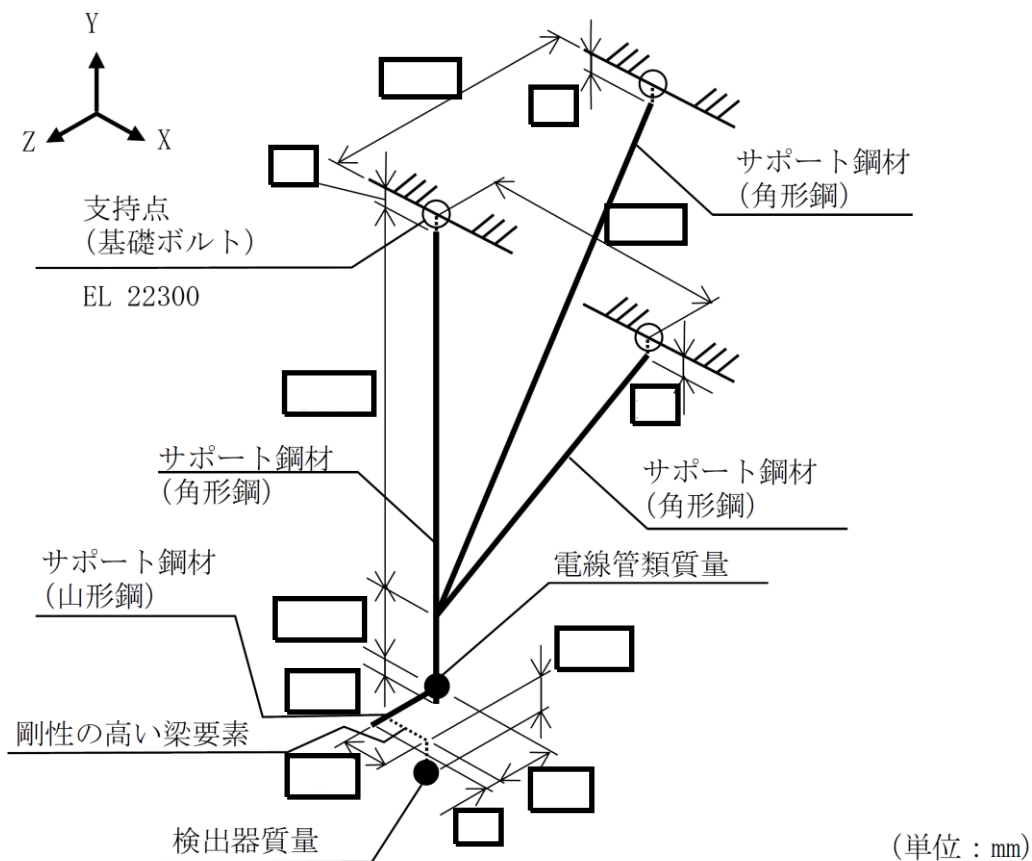 Y
Z
X
サポート鋼材
(角形鋼)
支持点
(基礎ボルト)
EL 22300
サポート鋼材
(角形鋼)
サポート鋼材
(角形鋼)
サポート鋼材
(山形鋼)
電線管類質量
剛性の高い梁要素
検出器質量
(単位：mm)